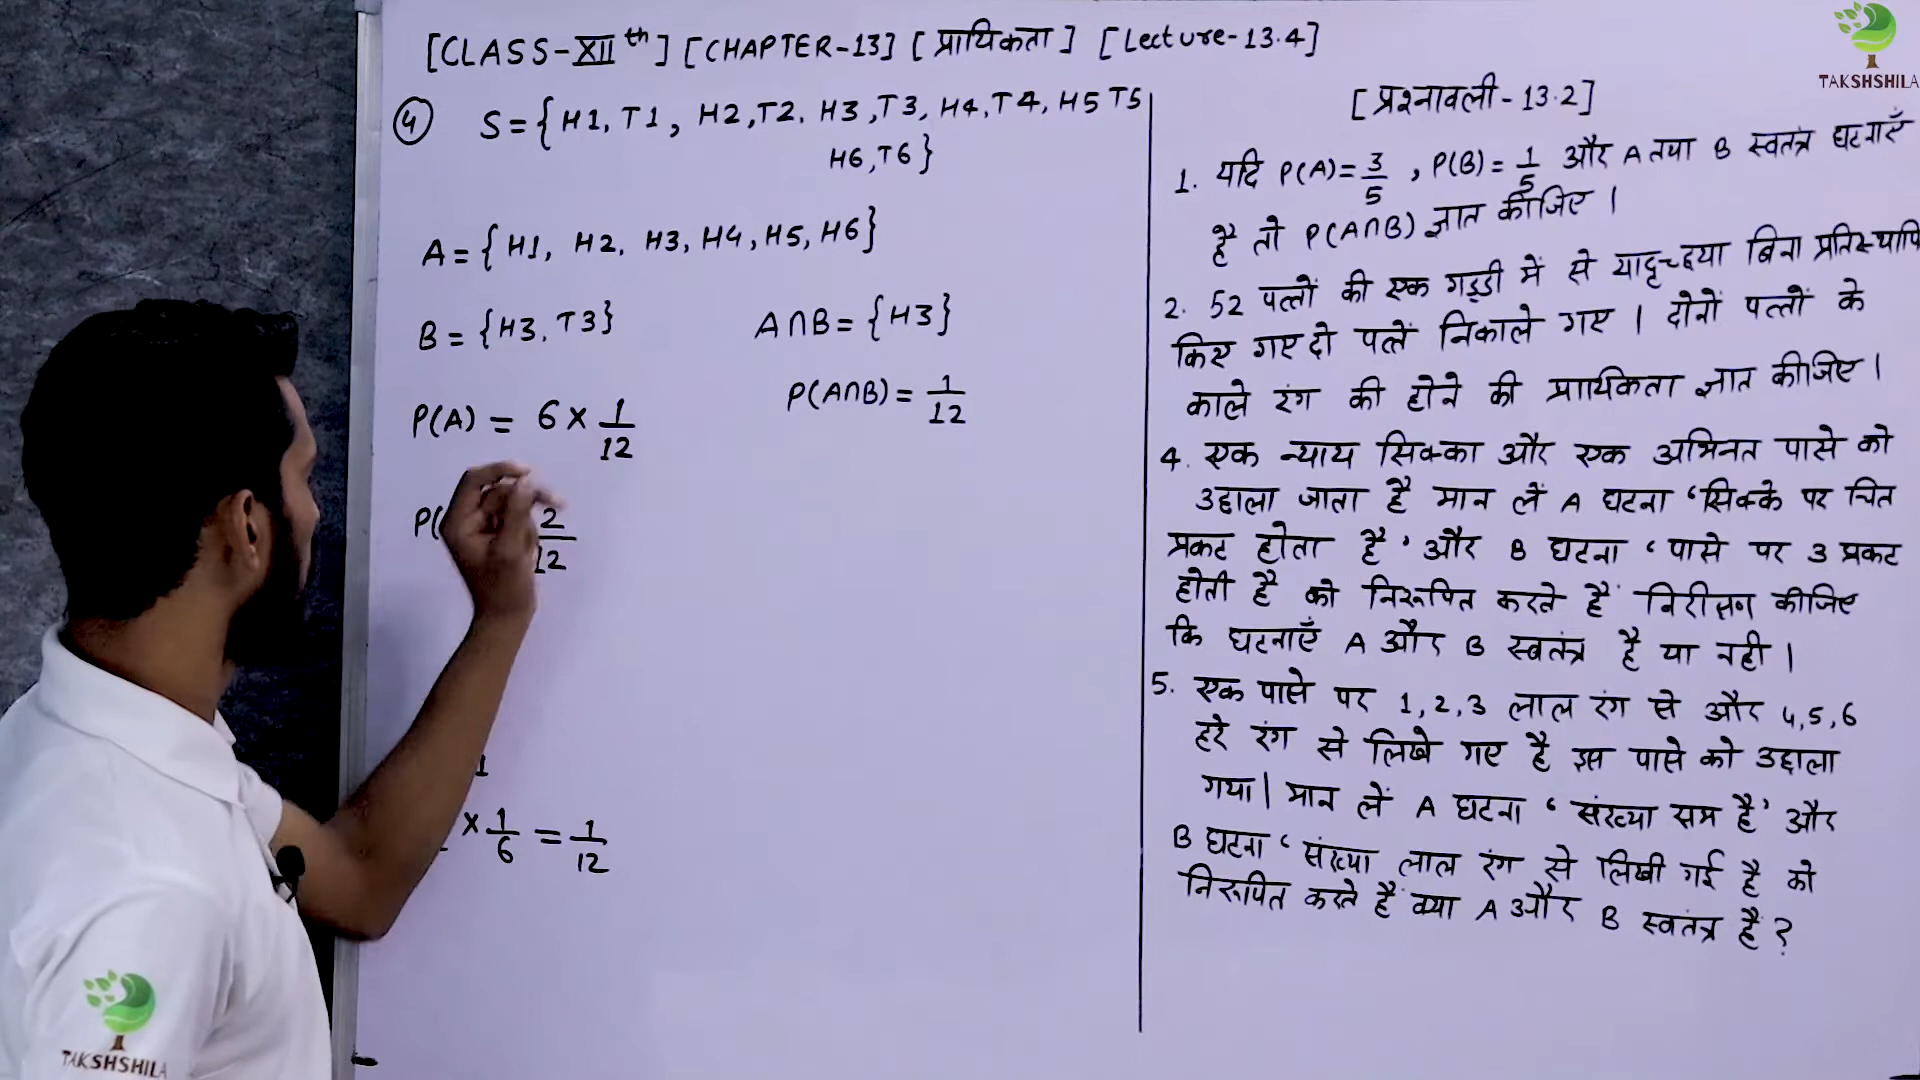 [CLASS-XIIth] [CHAPTER-13] [प्रायिकता] [Lecture-13.4]
TAKSHSHILA
④ S={H1, T1, H2,T2, H3,T3, H4,T4, H5 T5
H6,T6}
A={H1, H2, H3, H4, H5, H6}
B={H3, T3}
A∩B={H3}
P(A)=6×1/12
P(A∩B)=1/12
P( 2/12
1
×1/6=1/12
[प्रश्नावली-13.2]
1. यदि P(A)=3/5, P(B)=1/5 और A तथा B स्वतंत्र घटनाएँ
है तो P(A∩B) ज्ञात कीजिए।
2. 52 पत्तों की एक गड्डी में से यादृच्छया बिना प्रतिस्थापि
किए गए दो पत्ते निकाले गए। दोनों पत्तों के
काले रंग की होने की प्रायिकता ज्ञात कीजिए।
4. एक न्याय सिक्का और एक अभिनत पासे को
उछाला जाता है मान लें A घटना 'सिक्के पर चित
प्रकट होता है' और B घटना 'पासे पर 3 प्रकट
होती है को निरूपित करते हैं निरीक्षण कीजिए
कि घटनाएँ A और B स्वतंत्र है या नही।
5. एक पासे पर 1,2,3 लाल रंग से और 4,5,6
हरे रंग से लिखे गए है इस पासे को उछाला
गया। मान लें A घटना 'संख्या सम है' और
B घटना 'संख्या लाल रंग से लिखी गई है को
निरूपित करते हैं क्या A और B स्वतंत्र है?
TAKSHSHILA